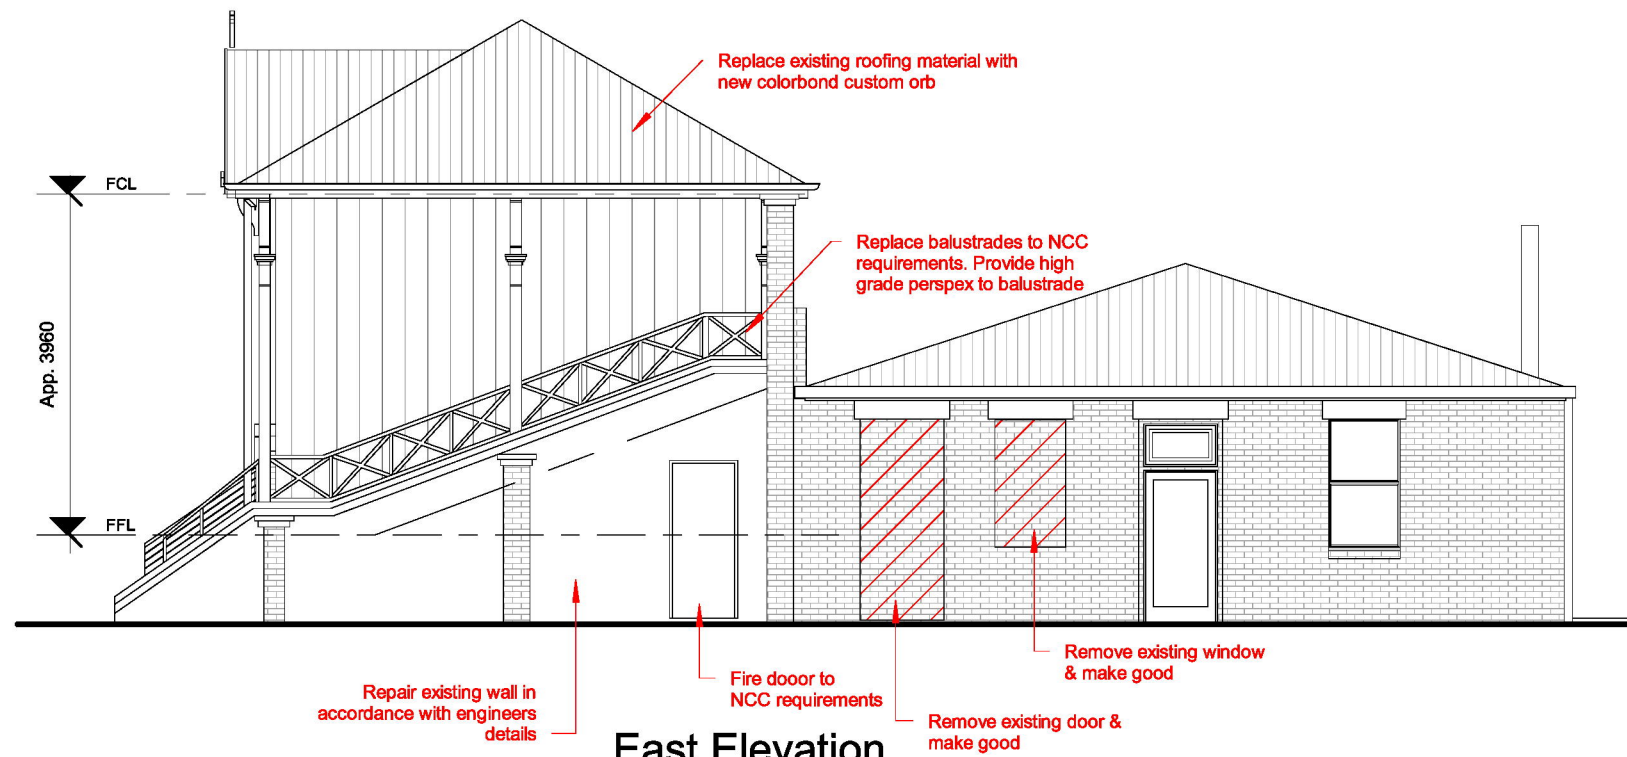 Replace existing roofing material with
new colorbond custom orb
FCL
Replace balustrades to NCC
requirements. Provide high
grade perspex to balustrade
App. 3960
FFL
Remove existing window
& make good
Fire dooor to
NCC requirements
Repair existing wall in
accordance with engineers
details
Remove existing door &
make good
East Elevation